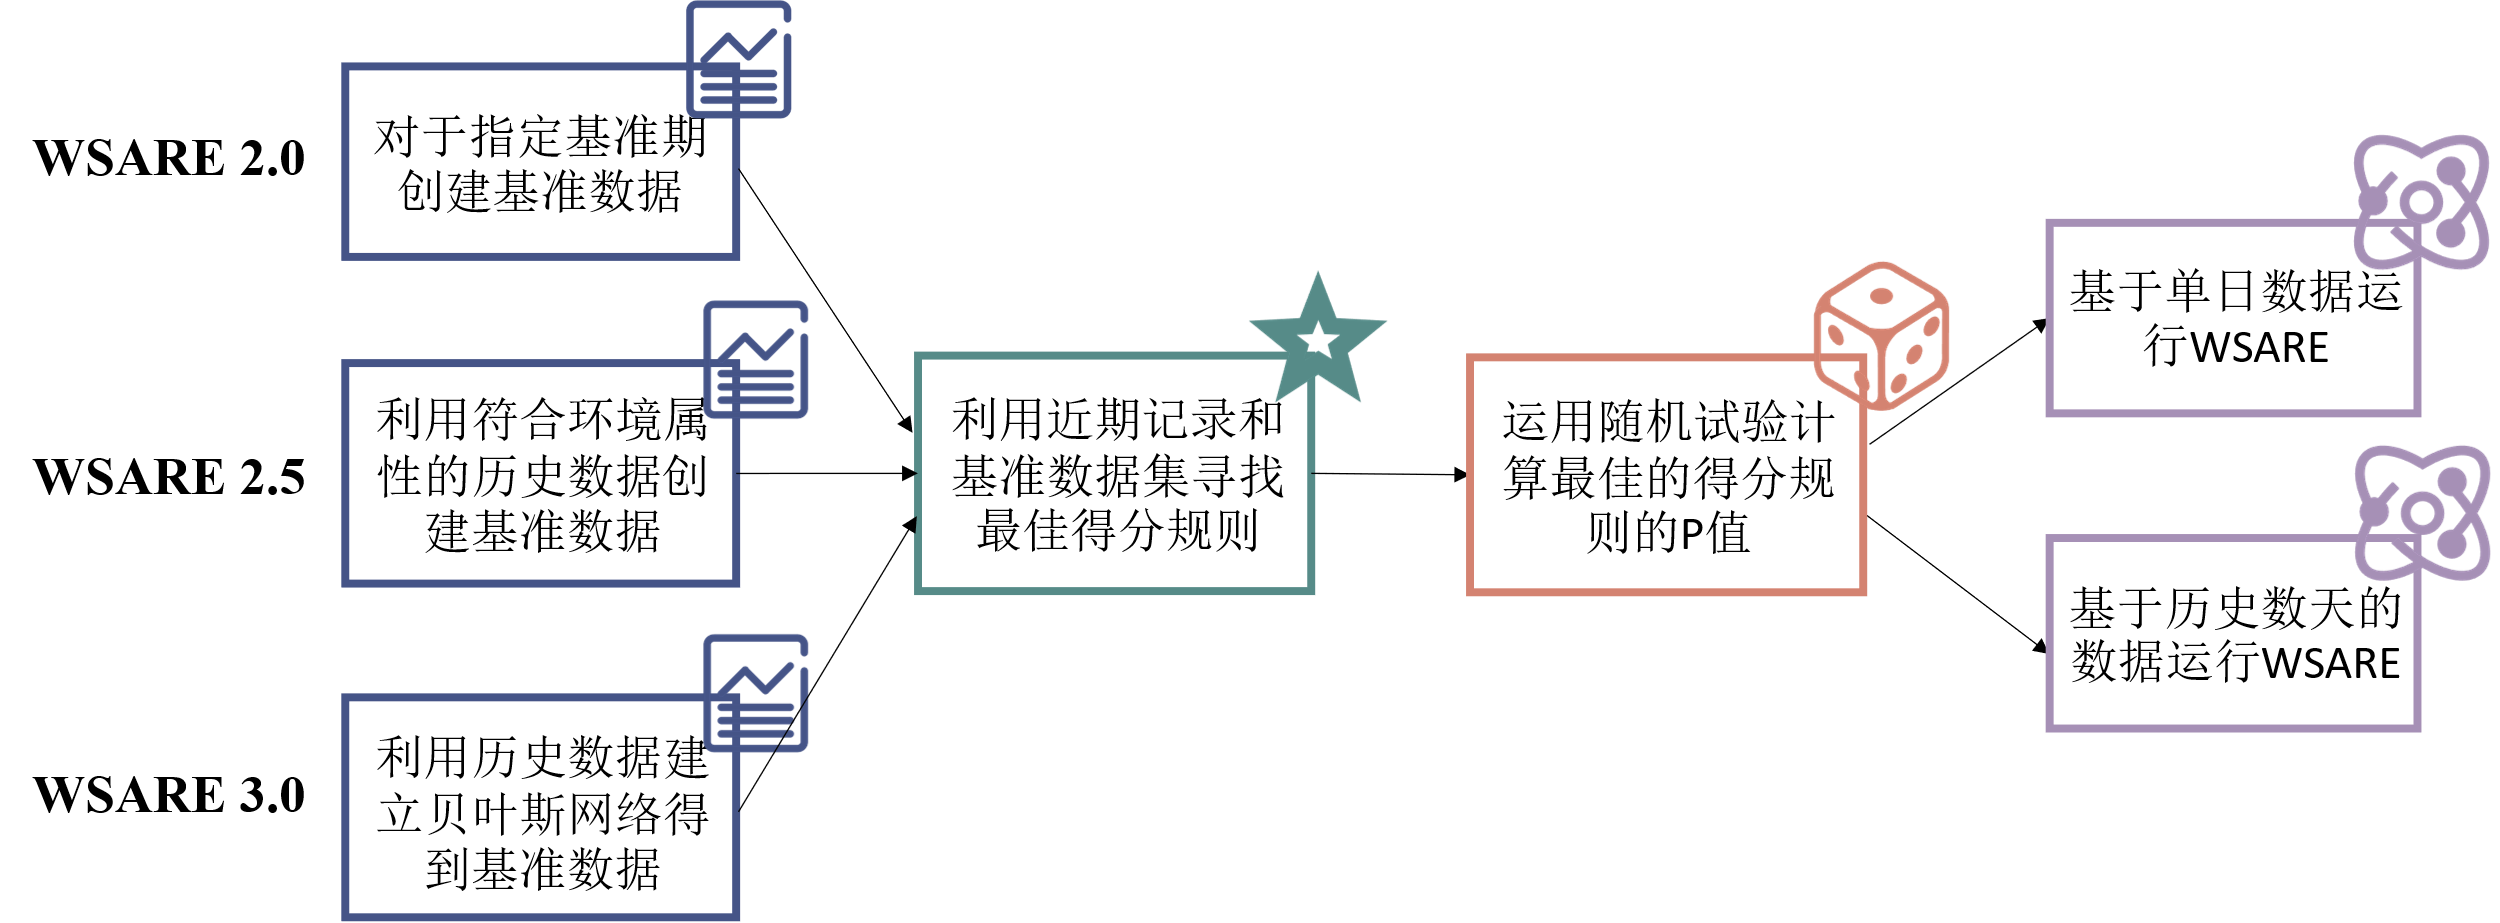 WSARE 2.0
对于指定基准期
创建基准数据
WSARE 2.5
利用符合环境属
性的历史数据创
建基准数据
WSARE 3.0
利用历史数据建
立贝叶斯网络得
到基准数据
利用近期记录和
基准数据集寻找
最佳得分规则
运用随机试验计
算最佳的得分规
则的P值
基于单日数据运
行WSARE
基于历史数天的
数据运行WSARE